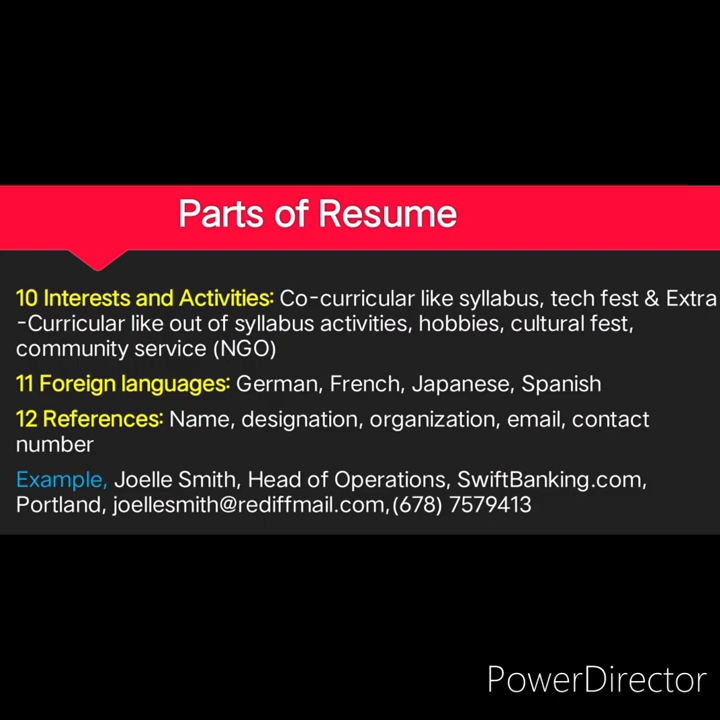 Parts of Resume
10 Interests and Activities: Co-curricular like syllabus, tech fest & Extra
-Curricular like out of syllabus activities, hobbies, cultural fest,
community service (NGO)
11 Foreign languages: German, French, Japanese, Spanish
12 References: Name, designation, organization, email, contact
number
Example, Joelle Smith, Head of Operations, SwiftBanking.com,
Portland, joellesmith@rediffmail.com,(678) 7579413
PowerDirector